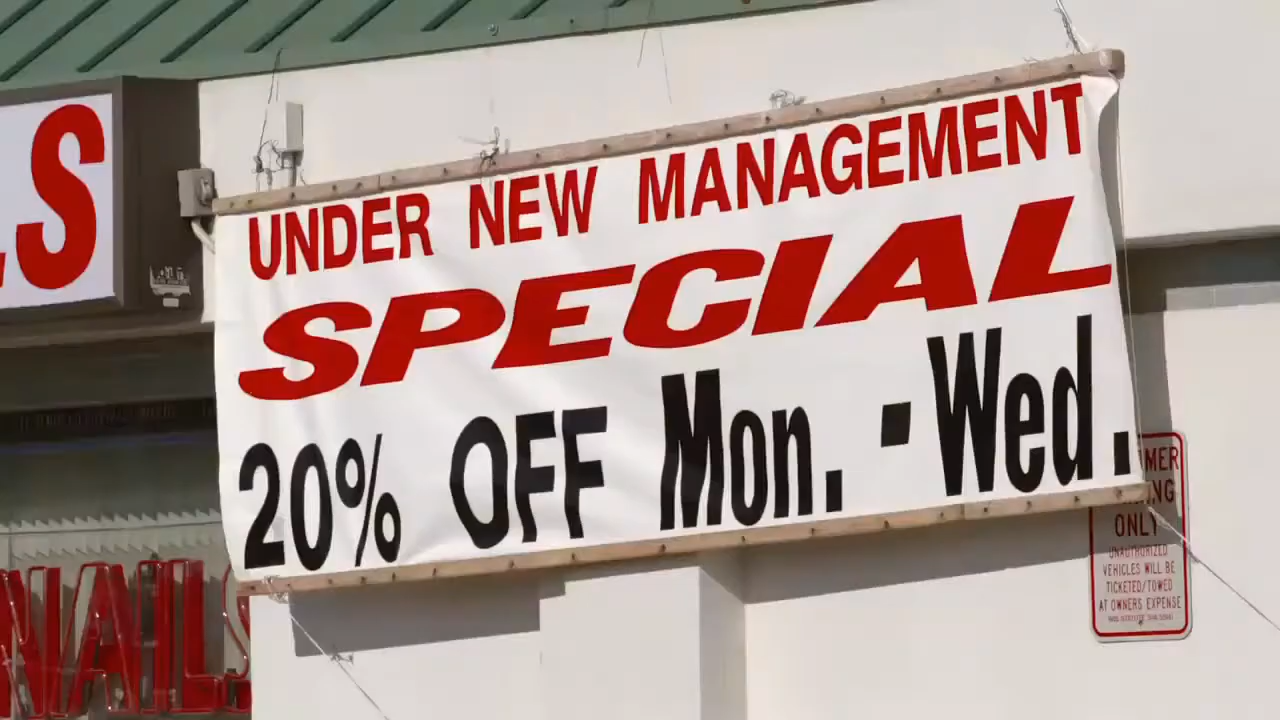 LS
UNDER NEW MANAGEMENT
SPECIAL
20% OFF Mon. - Wed.
NAILS
MER
ING
ONLY
UNAUTHORIZED
VEHICLES WILL BE
TICKETED/TOWED
AT OWNERS EXPENSE